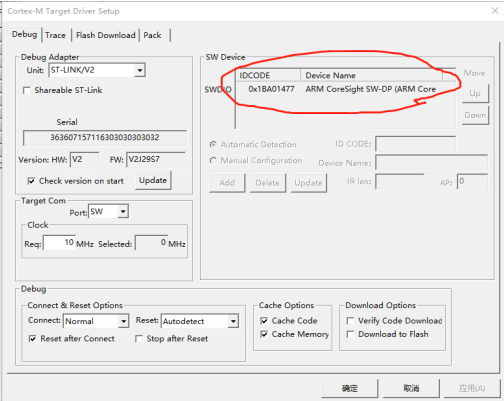 Cortex-M Target Driver Setup
Debug Trace Flash Download Pack
Debug Adapter
Unit: ST-LINK/V2
Shareable ST-Link
Serial
363607157116303030303032
Version: HW: V2 FW: V2J29S7
Check version on start Update
Target Com
Port: SW
Clock
Req: 10 MHz Selected: 0 MHz
SW Device
IDCODE Device Name
SWDIO 0x1BA01477 ARM CoreSight SW-DP (ARM Core
Move
Up
Down
Automatic Detection ID CODE:
Manual Configuration Device Name:
Add Delete Update IR len: AP: 0
Debug
Connect & Reset Options
Connect: Normal Reset: Autodetect
Reset after Connect Stop after Reset
Cache Options
Cache Code
Cache Memory
Download Options
Verify Code Download
Download to Flash
确定 取消 应用(A)